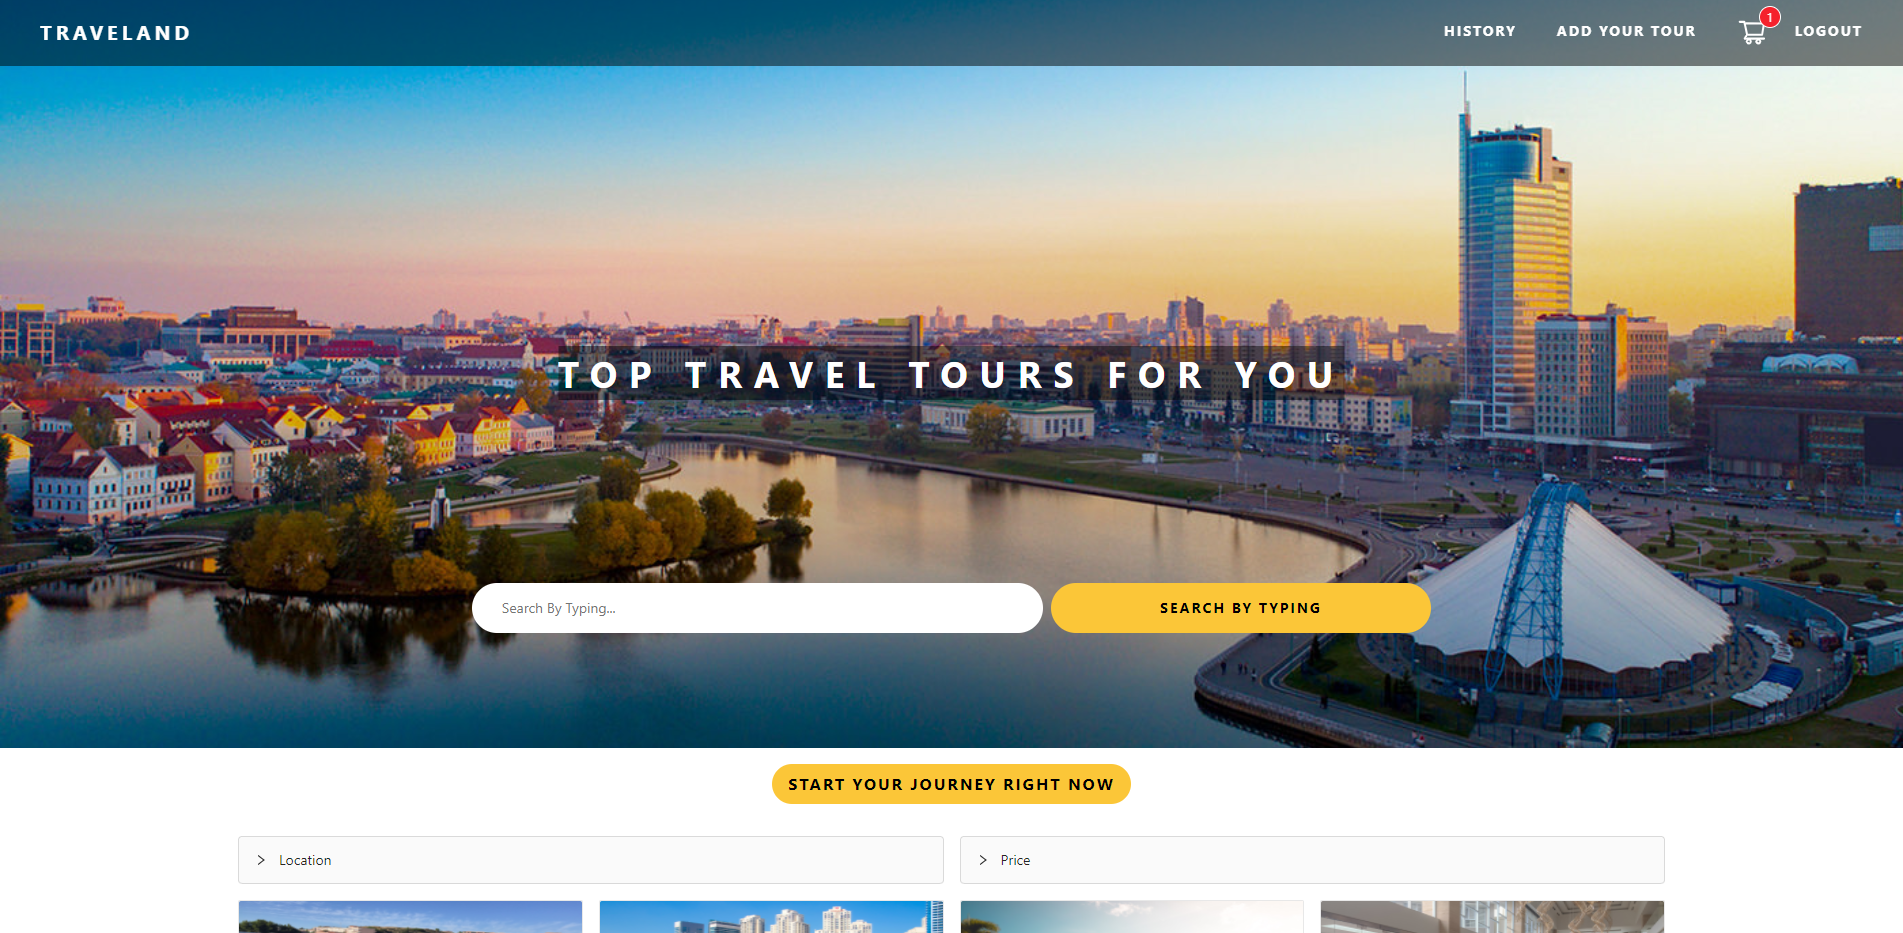 TRAVELAND
HISTORY
ADD YOUR TOUR
1
LOGOUT
TOP TRAVEL TOURS FOR YOU
Search By Typing...
SEARCH BY TYPING
START YOUR JOURNEY RIGHT NOW
Location
Price